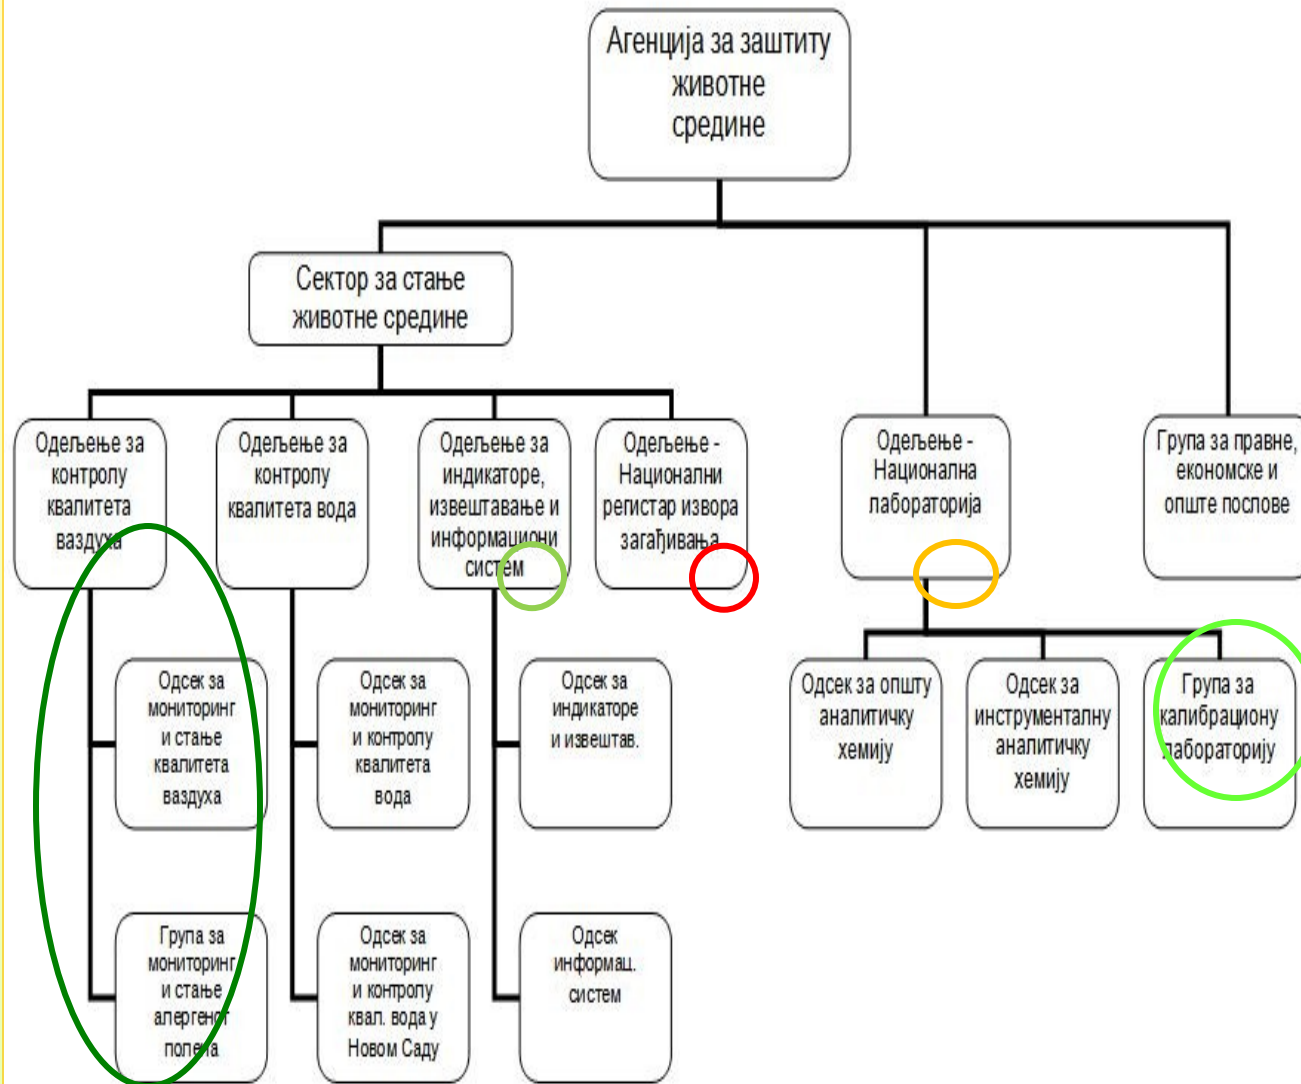 Агенција за заштиту
животне
средине
Сектор за стање
животне средине
Одељење за
контролу
квалитета
ваздуха
Одељење за
контролу
квалитета вода
Одељење за
индикаторе,
извештавање и
информациони
систем
Одељење -
Национални
регистар извора
загађивања
Одељење -
Национална
лабораторија
Група за правне,
економске и
опште послове
Одсек за
мониторинг
и стање
квалитета
ваздуха
Одсек за
мониторинг
и контролу
квалитета
вода
Одсек за
индикаторе
и извештав.
Одсек за општу
аналитичку
хемију
Одсек за
инструменталну
аналитичку
хемију
Група за
калибрациону
лабораторију
Група за
мониторинг
и стање
алергеног
полена
Одсек за
мониторинг
и контролу
квал. вода у
Новом Саду
Одсек
информац.
систем